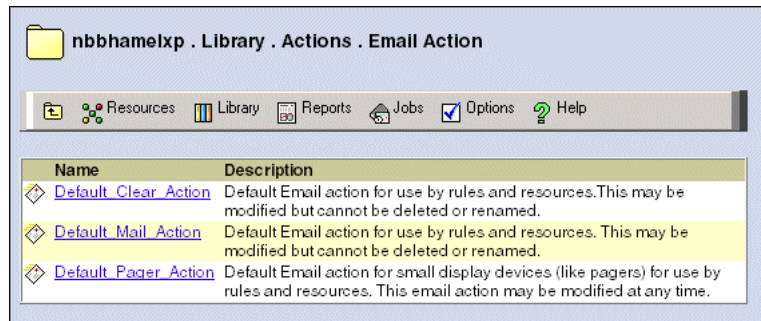 nbbhamelxp . Library . Actions . Email Action
Resources Library Reports Jobs Options Help
Name Description
Default_Clear_Action Default Email action for use by rules and resources.This may be
modified but cannot be deleted or renamed.
Default_Mail_Action Default Email action for use by rules and resources. This may be
modified but cannot be deleted or renamed.
Default_Pager_Action Default Email action for small display devices (like pagers) for use by
rules and resources. This email action may be modified at any time.